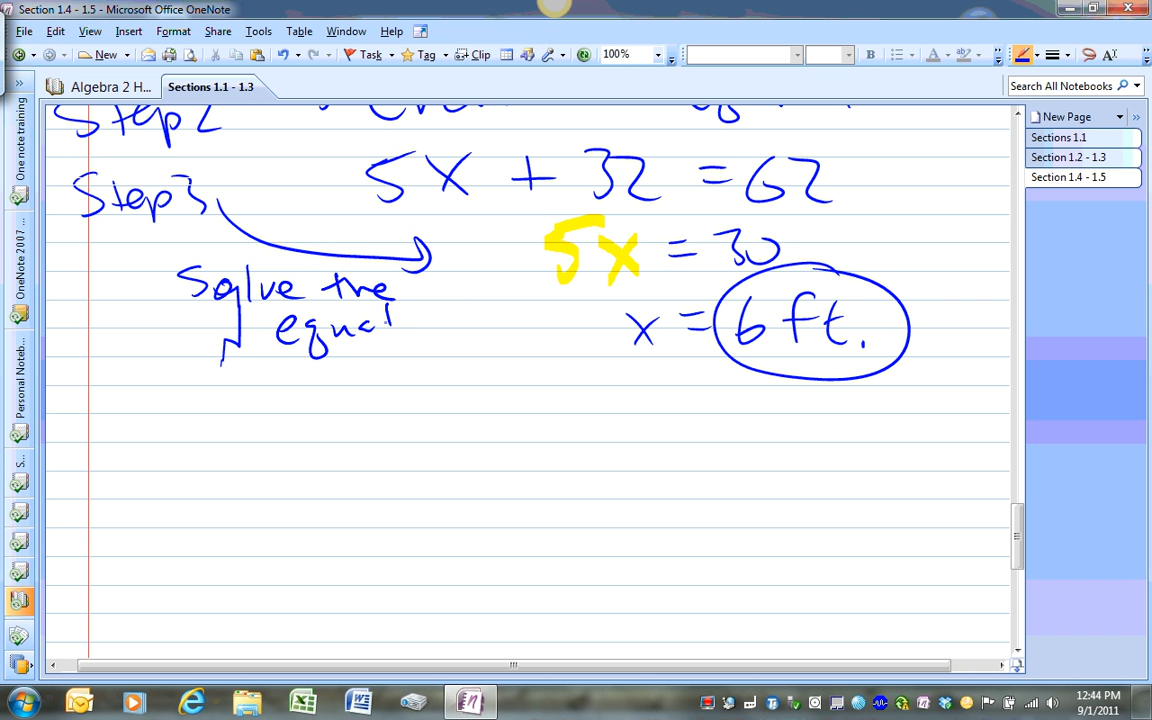 Section 1.4 - 1.5 - Microsoft Office OneNote
File Edit View Insert Format Share Tools Table Window Help
New Task Tag Clip 100% B A
Algebra 2 H... Sections 1.1 - 1.3 Search All Notebooks
New Page
Sections 1.1
Section 1.2 - 1.3
Section 1.4 - 1.5
One note training
OneNote 2007 ...
Personal Noteb...
S...
Step 2
5x + 32 = 62
Step 3
5x = 30
Solve the
x = 6 ft.
12:44 PM
9/1/2011